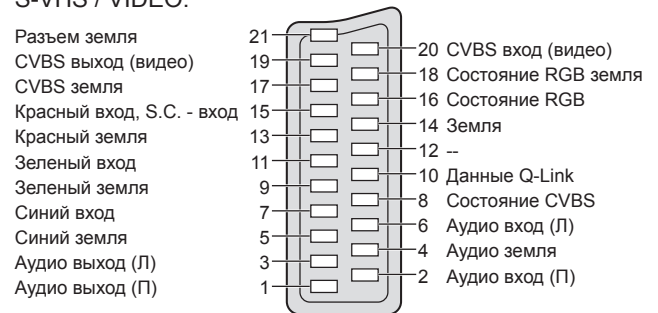 S-VHS / VIDEO:
Разъем земля 21
CVBS выход (видео) 19
CVBS земля 17
Красный вход, S.C. - вход 15
Красный земля 13
Зеленый вход 11
Зеленый земля 9
Синий вход 7
Синий земля 5
Аудио выход (Л) 3
Аудио выход (П) 1
20 CVBS вход (видео)
18 Состояние RGB земля
16 Состояние RGB
14 Земля
12 --
10 Данные Q-Link
8 Состояние CVBS
6 Аудио вход (Л)
4 Аудио земля
2 Аудио вход (П)